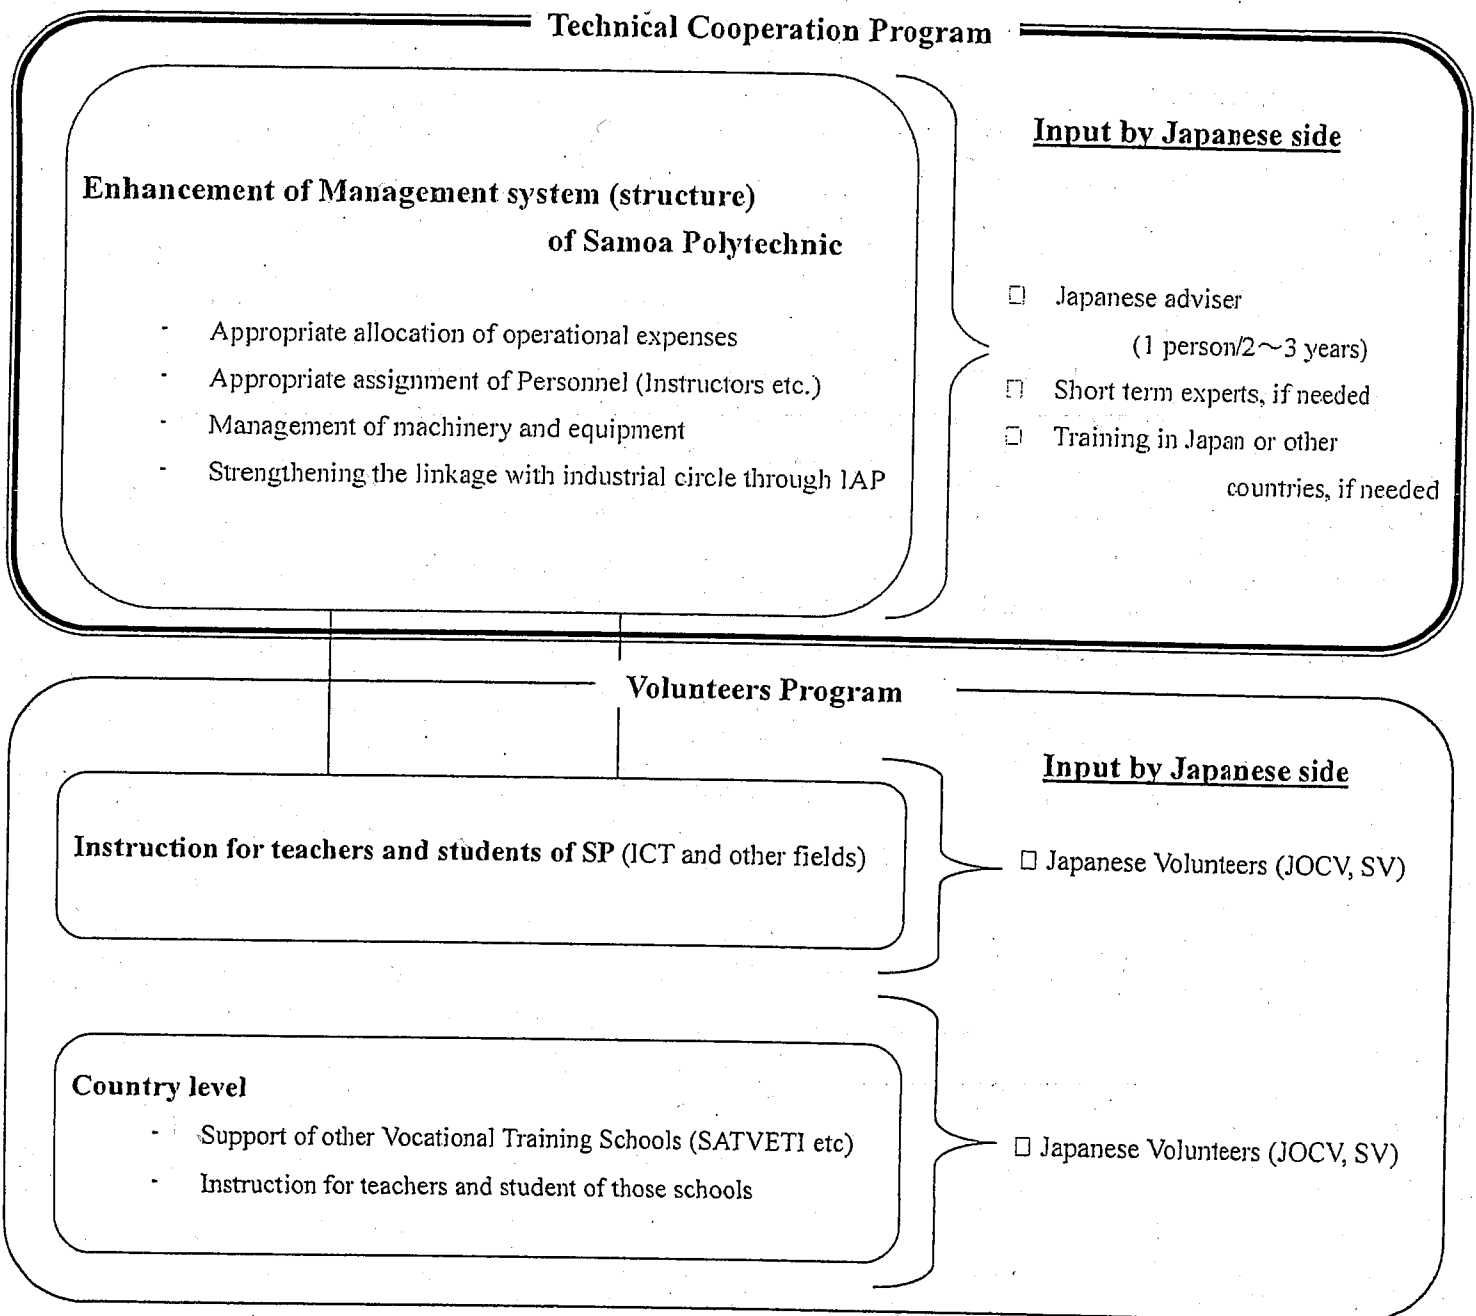 Technical Cooperation Program
Enhancement of Management system (structure)
of Samoa Polytechnic
- Appropriate allocation of operational expenses
- Appropriate assignment of Personnel (Instructors etc.)
- Management of machinery and equipment
- Strengthening the linkage with industrial circle through IAP
Input by Japanese side
□ Japanese adviser
(1 person/2～3 years)
□ Short term experts, if needed
□ Training in Japan or other
countries, if needed
Volunteers Program
Input by Japanese side
Instruction for teachers and students of SP (ICT and other fields)
□ Japanese Volunteers (JOCV, SV)
Country level
- Support of other Vocational Training Schools (SATVETI etc)
- Instruction for teachers and student of those schools
□ Japanese Volunteers (JOCV, SV)